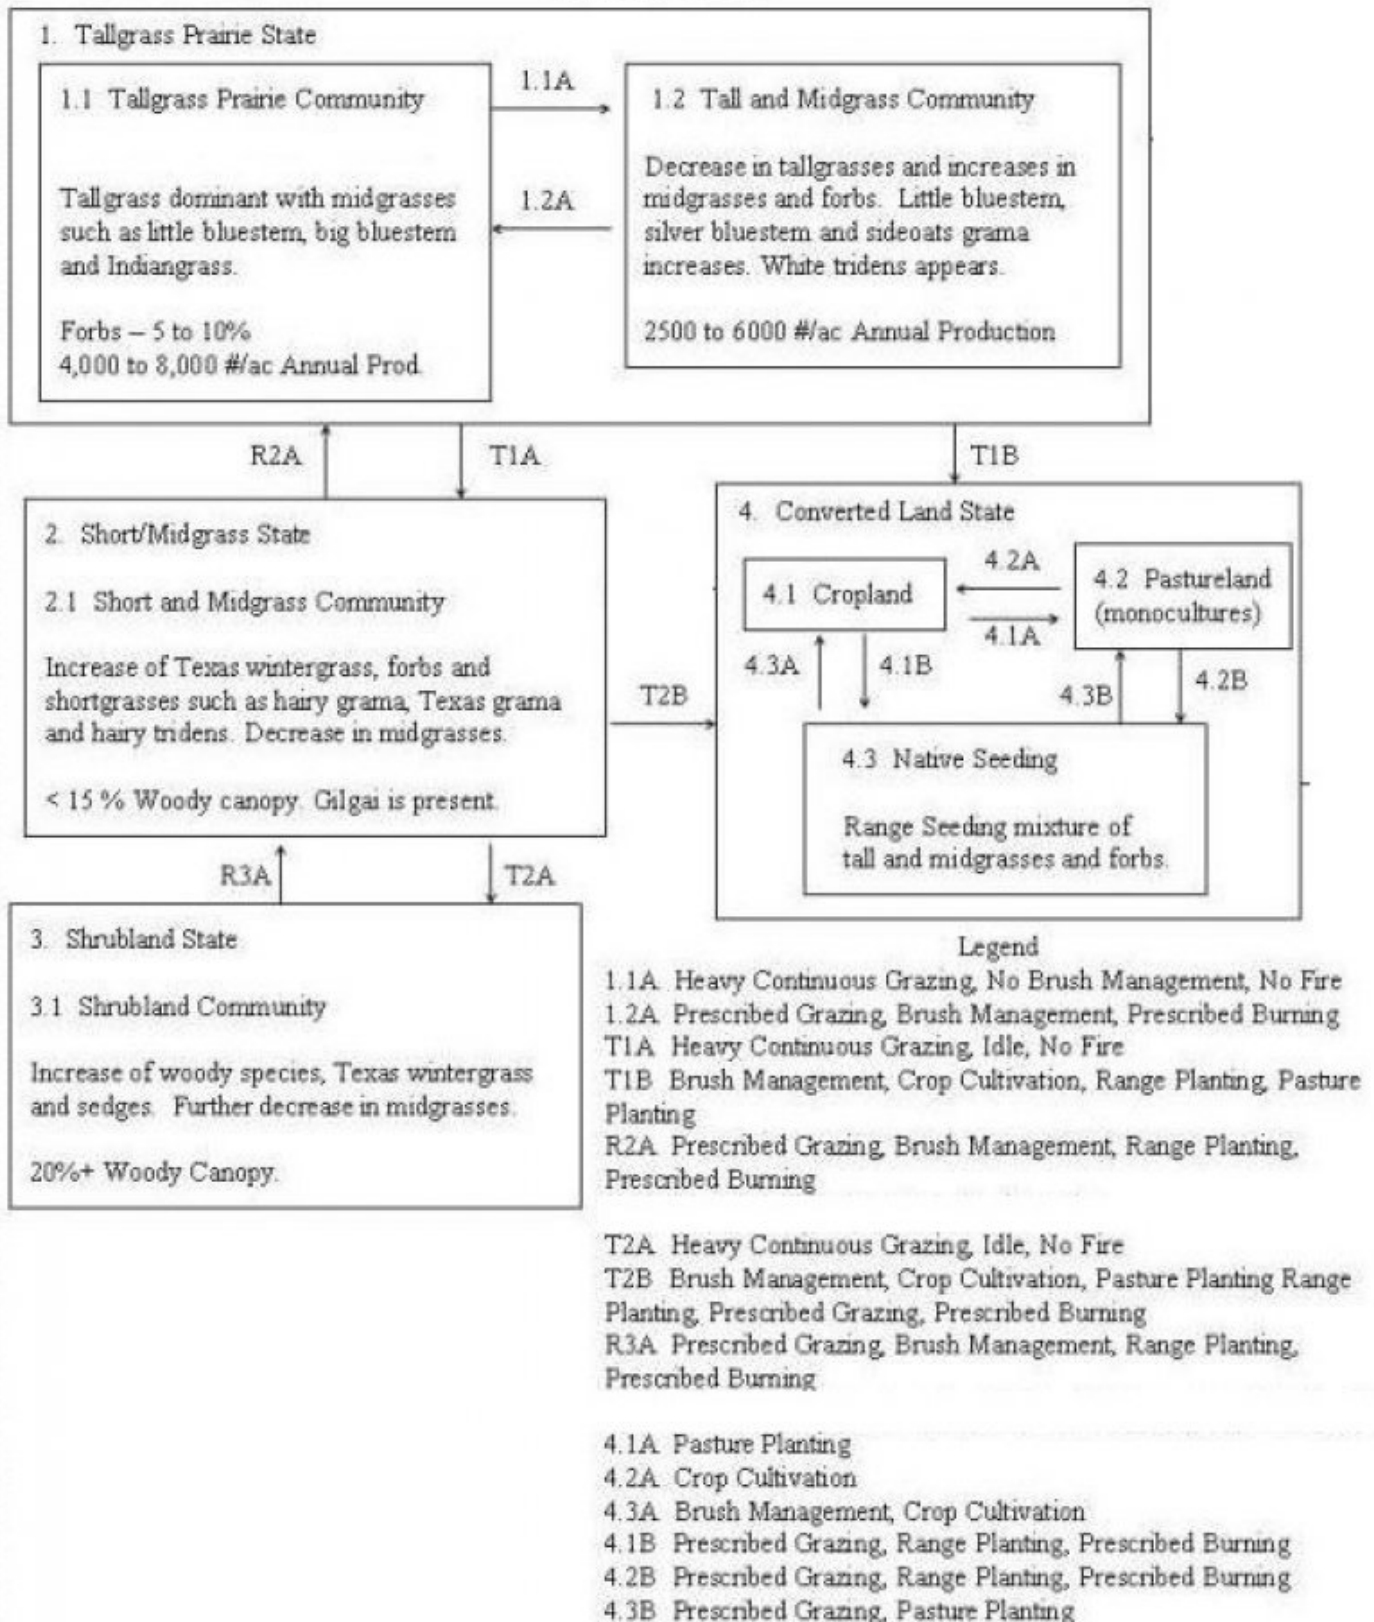 1. Tallgrass Prairie State
1.1 Tallgrass Prairie Community
Tallgrass dominant with midgrasses
such as little bluestem, big bluestem
and Indiangrass.
Forbs – 5 to 10%
4,000 to 8,000 #/ac Annual Prod.
1.1A
1.2A
1.2 Tall and Midgrass Community
Decrease in tallgrasses and increases in
midgrasses and forbs. Little bluestem,
silver bluestem and sideoats grama
increases. White tridens appears.
2500 to 6000 #/ac Annual Production
R2A
T1A
T1B
2. Short/Midgrass State
2.1 Short and Midgrass Community
Increase of Texas wintergrass, forbs and
shortgrasses such as hairy grama, Texas grama
and hairy tridens. Decrease in midgrasses.
< 15 % Woody canopy. Gilgai is present.
T2B
4. Converted Land State
4.1 Cropland
4.2A
4.1A
4.2 Pastureland
(monocultures)
4.3A
4.1B
4.3B
4.2B
4.3 Native Seeding
Range Seeding mixture of
tall and midgrasses and forbs.
R3A
T2A
3. Shrubland State
3.1 Shrubland Community
Increase of woody species, Texas wintergrass
and sedges. Further decrease in midgrasses.
20%+ Woody Canopy.
Legend
1.1A Heavy Continuous Grazing, No Brush Management, No Fire
1.2A Prescribed Grazing, Brush Management, Prescribed Burning
T1A Heavy Continuous Grazing, Idle, No Fire
T1B Brush Management, Crop Cultivation, Range Planting, Pasture
Planting
R2A Prescribed Grazing, Brush Management, Range Planting,
Prescribed Burning
T2A Heavy Continuous Grazing, Idle, No Fire
T2B Brush Management, Crop Cultivation, Pasture Planting Range
Planting, Prescribed Grazing, Prescribed Burning
R3A Prescribed Grazing, Brush Management, Range Planting,
Prescribed Burning
4.1A Pasture Planting
4.2A Crop Cultivation
4.3A Brush Management, Crop Cultivation
4.1B Prescribed Grazing, Range Planting, Prescribed Burning
4.2B Prescribed Grazing, Range Planting, Prescribed Burning
4.3B Prescribed Grazing, Pasture Planting